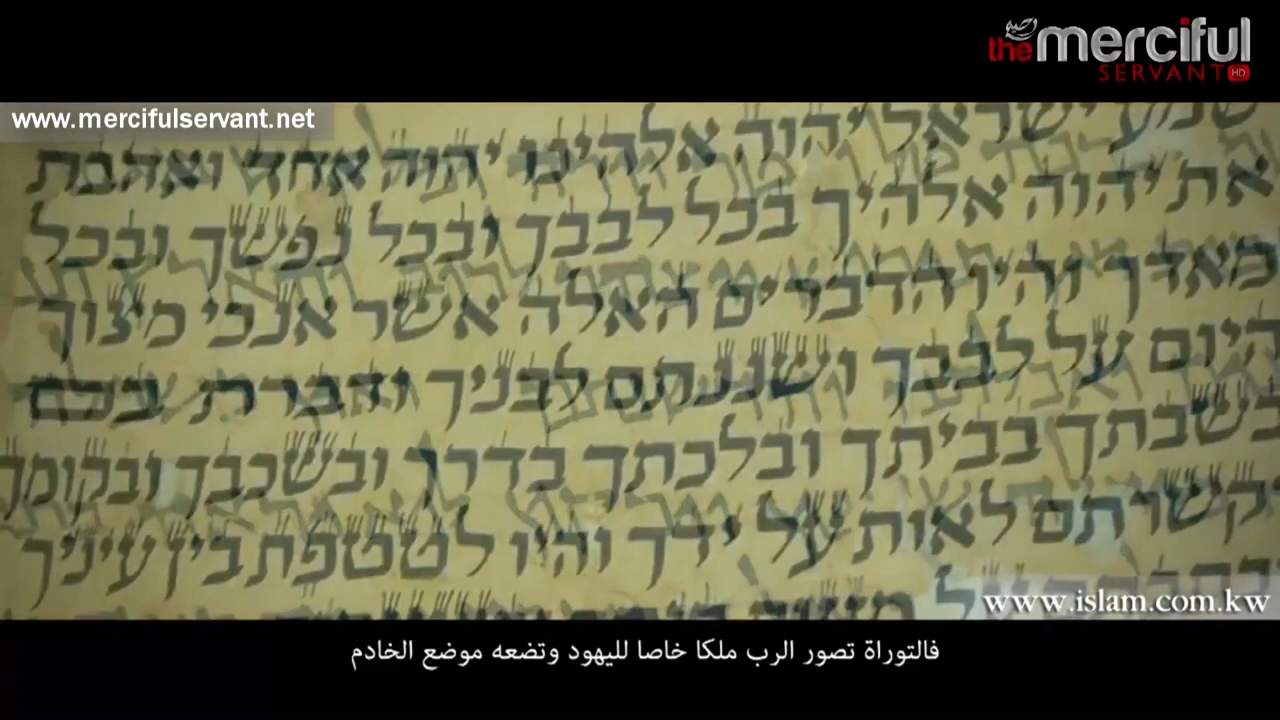 the merciful
SERVANT HD
www.mercifulservant.net
שמע ישראל יהוה אלהינו יהוה אחד ואהבת
את יהוה אלהיך בכל לבבך ובכל נפשך ובכל
מאדך והיו הדברים האלה אשר אנכי מצוך
היום על לבבך ושננתם לבניך ודברת בם
בשבתך בביתך ובלכתך בדרך ובשכבך ובקומך
וקשרתם לאות על ידך והיו לטטפת בין עיניך
www.islam.com.kw
فالتوراة تصور الرب ملكا خاصا لليهود وتضعه موضع الخادم